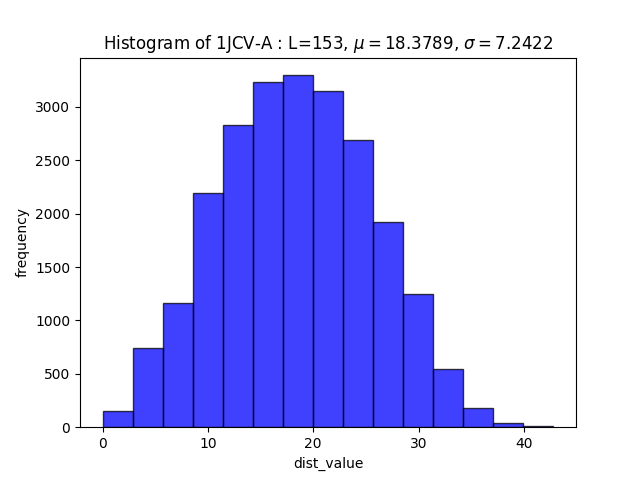 Histogram of 1JCV-A : L=153, μ = 18.3789, σ = 7.2422
3000
2500
2000
1500
1000
500
0
frequency
0 10 20 30 40
dist_value